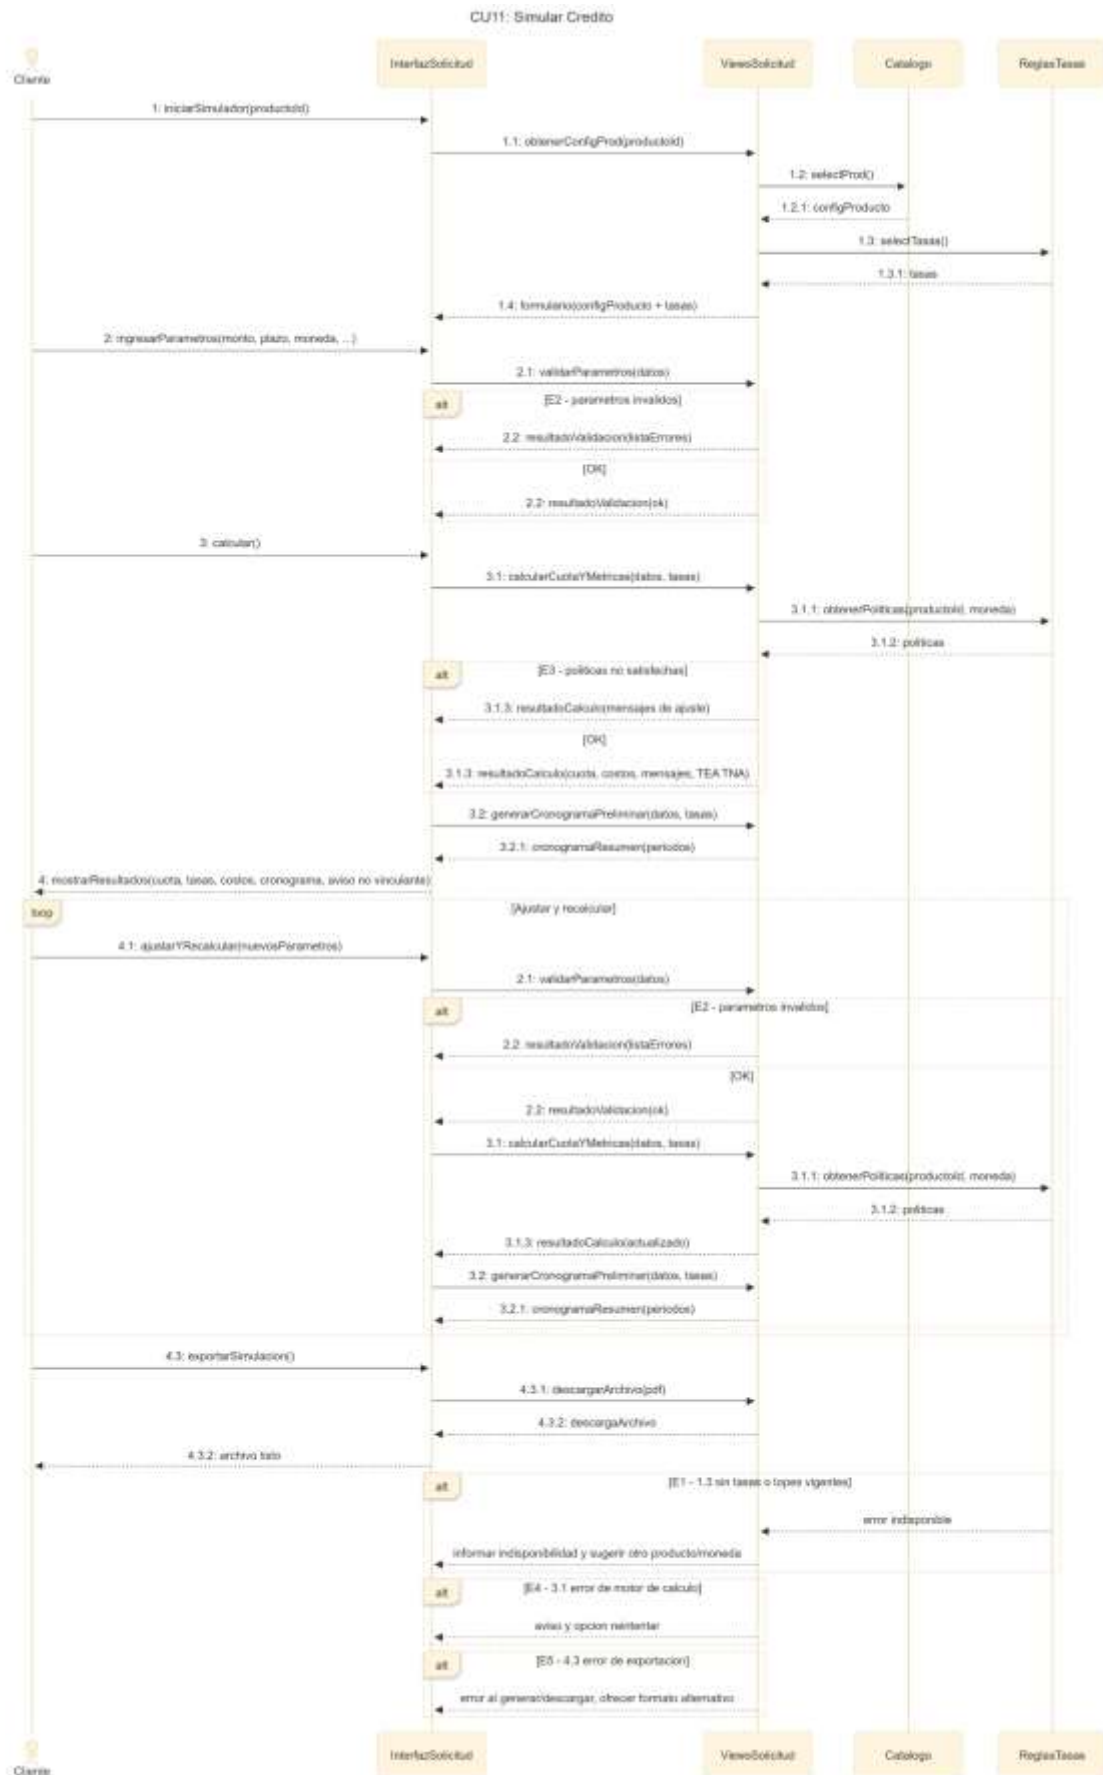 CU11: Simular Credito
Cliente
InterfazSolicitud
ViewsSolicitud
Catalogo
ReglasTasas
1: iniciarSimulador(productoId)
1.1: obtenerConfigProd(productoId)
1.2: selectProd()
1.2.1: configProducto
1.3: selectTasas()
1.3.1: tasas
1.4: formulario(configProducto + tasas)
2: ingresarParametros(monto, plazo, moneda, ...)
2.1: validarParametros(datos)
alt
[E2 - parametros invalidos]
2.2: resultadoValidacion(listaErrores)
[OK]
2.2: resultadoValidacion(ok)
3: calcular()
3.1: calcularCuotaYMetricas(datos, tasas)
3.1.1: obtenerPoliticas(productoId, moneda)
3.1.2: politicas
alt
[E3 - politicas no satisfechas]
3.1.3: resultadoCalculo(mensajes de ajuste)
[OK]
3.1.3: resultadoCalculo(cuota, costos, mensajes, TEA TNA)
3.2: generarCronogramaPreliminar(datos, tasas)
3.2.1: cronogramaResumen(periodos)
4: mostrarResultados(cuota, tasas, costos, cronograma, aviso no vinculante)
loop
[Ajustar y recalcular]
4.1: ajustarYRecalcular(nuevosParametros)
2.1: validarParametros(datos)
alt
[E2 - parametros invalidos]
2.2: resultadoValidacion(listaErrores)
[OK]
2.2: resultadoValidacion(ok)
3.1: calcularCuotaYMetricas(datos, tasas)
3.1.1: obtenerPoliticas(productoId, moneda)
3.1.2: politicas
3.1.3: resultadoCalculo(actualizado)
3.2: generarCronogramaPreliminar(datos, tasas)
3.2.1: cronogramaResumen(periodos)
4.3: exportarSimulacion()
4.3.1: descargarArchivo(pdf)
4.3.2: descargaArchivo
4.3.2: archivo listo
alt
[E1 - 1.3 sin tasas o topes vigentes]
error indisponible
informar indisponibilidad y sugerir otro producto/moneda
alt
[E4 - 3.1 error de motor de calculo]
aviso y opcion reintentar
alt
[E5 - 4.3 error de exportacion]
error al generar/descargar, ofrecer formato alternativo
Cliente
InterfazSolicitud
ViewsSolicitud
Catalogo
ReglasTasas